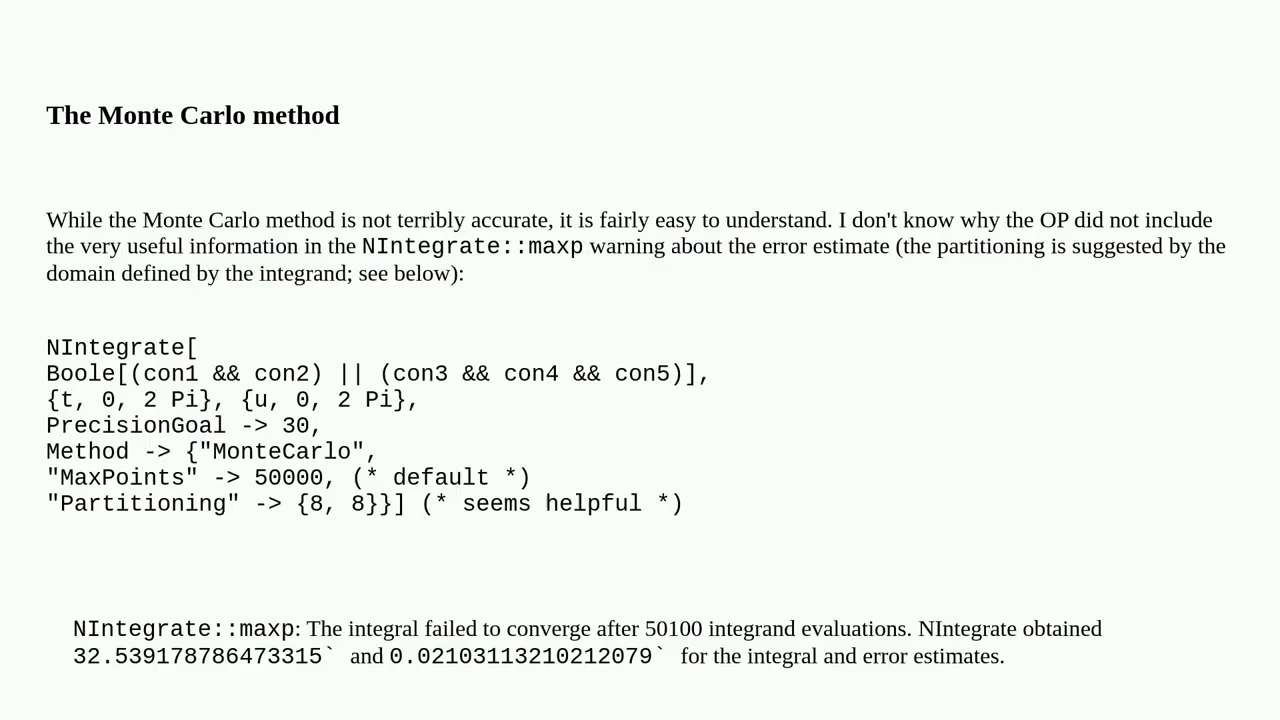 The Monte Carlo method
While the Monte Carlo method is not terribly accurate, it is fairly easy to understand. I don't know why the OP did not include
the very useful information in the NIntegrate::maxp warning about the error estimate (the partitioning is suggested by the
domain defined by the integrand; see below):
NIntegrate[
Boole[(con1 && con2) || (con3 && con4 && con5)],
{t, 0, 2 Pi}, {u, 0, 2 Pi},
PrecisionGoal -> 30,
Method -> {"MonteCarlo",
"MaxPoints" -> 50000, (* default *)
"Partitioning" -> {8, 8}}] (* seems helpful *)
NIntegrate::maxp: The integral failed to converge after 50100 integrand evaluations. NIntegrate obtained
32.539178786473315` and 0.02103113210212079` for the integral and error estimates.